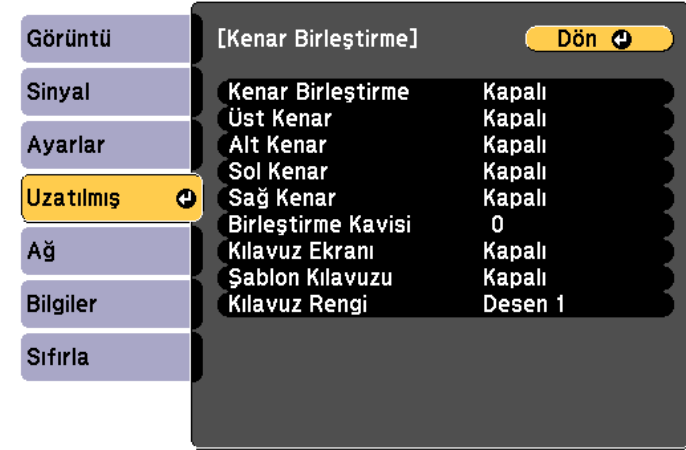 Görüntü
Sinyal
Ayarlar
Uzatılmış
Ağ
Bilgiler
Sıfırla
[Kenar Birleştirme] Dön
Kenar Birleştirme Kapalı
Üst Kenar Kapalı
Alt Kenar Kapalı
Sol Kenar Kapalı
Sağ Kenar Kapalı
Birleştirme Kavisi 0
Kılavuz Ekranı Kapalı
Şablon Kılavuzu Kapalı
Kılavuz Rengi Desen 1